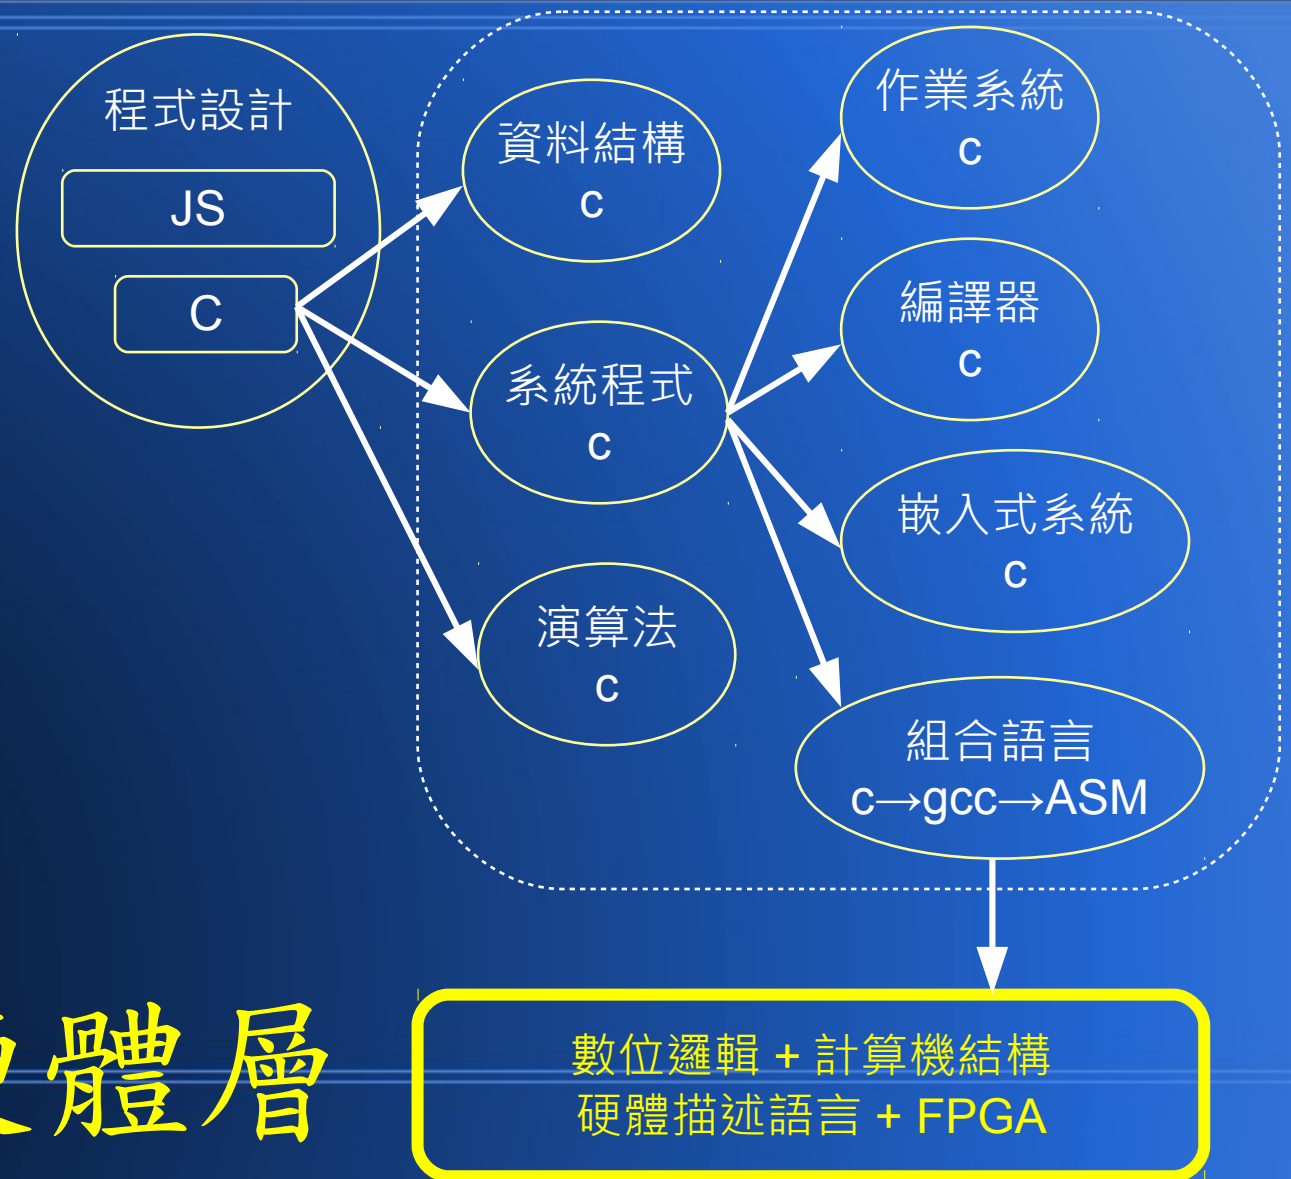 程式設計
JS
C
資料結構
c
系統程式
c
演算法
c
作業系統
c
編譯器
c
嵌入式系統
c
組合語言
c→gcc→ASM
體層
數位邏輯 + 計算機結構
硬體描述語言 + FPGA